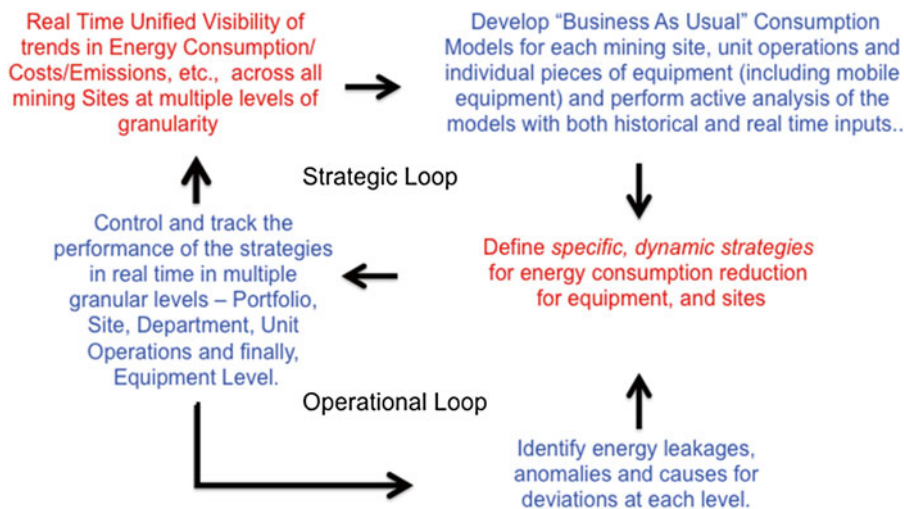 Real Time Unified Visibility of
trends in Energy Consumption/
Costs/Emissions, etc., across all
mining Sites at multiple levels of
granularity
Develop “Business As Usual” Consumption
Models for each mining site, unit operations and
individual pieces of equipment (including mobile
equipment) and perform active analysis of the
models with both historical and real time inputs..
Strategic Loop
Control and track the
performance of the strategies
in real time in multiple
granular levels – Portfolio,
Site, Department, Unit
Operations and finally,
Equipment Level.
Define specific, dynamic strategies
for energy consumption reduction
for equipment, and sites
Operational Loop
Identify energy leakages,
anomalies and causes for
deviations at each level.